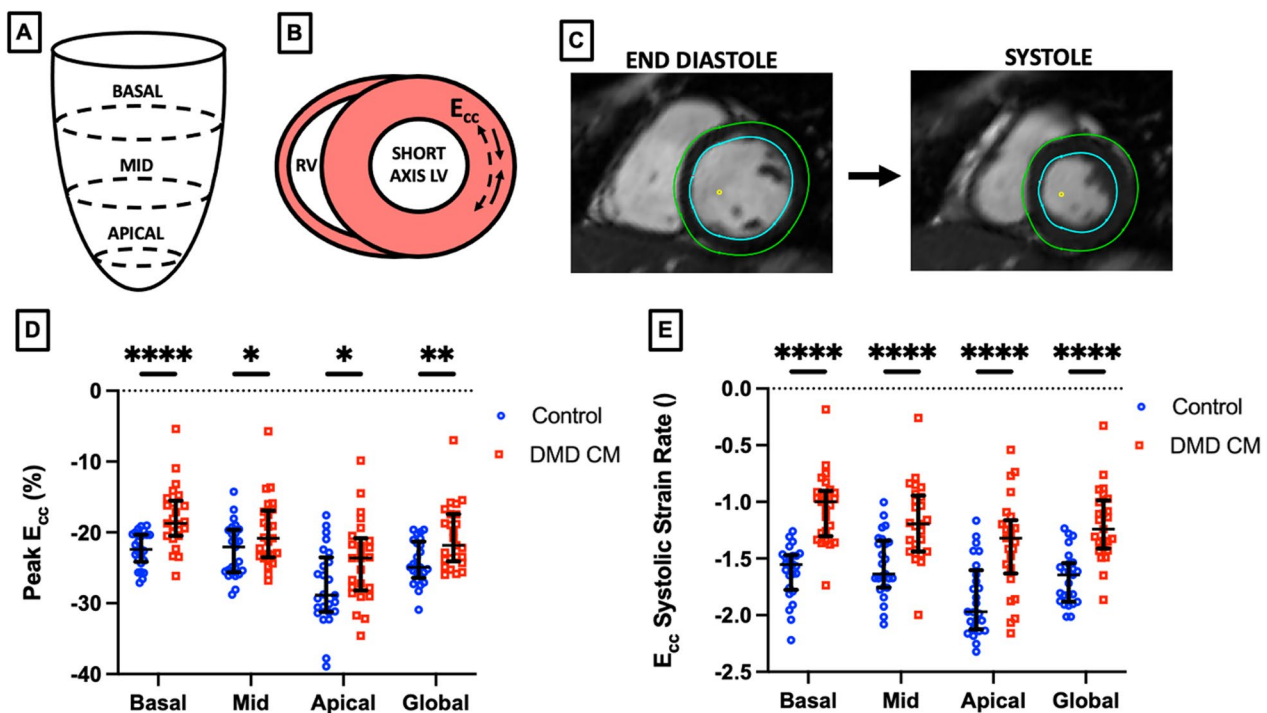 A
BASAL
MID
APICAL
B
Ecc
RV
SHORT
AXIS LV
C
END DIASTOLE
SYSTOLE
D
**** * * **
Peak Ecc (%)
0
-10
-20
-30
-40
Basal Mid Apical Global
Control
DMD CM
E
**** **** **** ****
Ecc Systolic Strain Rate ()
0.0
-0.5
-1.0
-1.5
-2.0
-2.5
Basal Mid Apical Global
Control
DMD CM